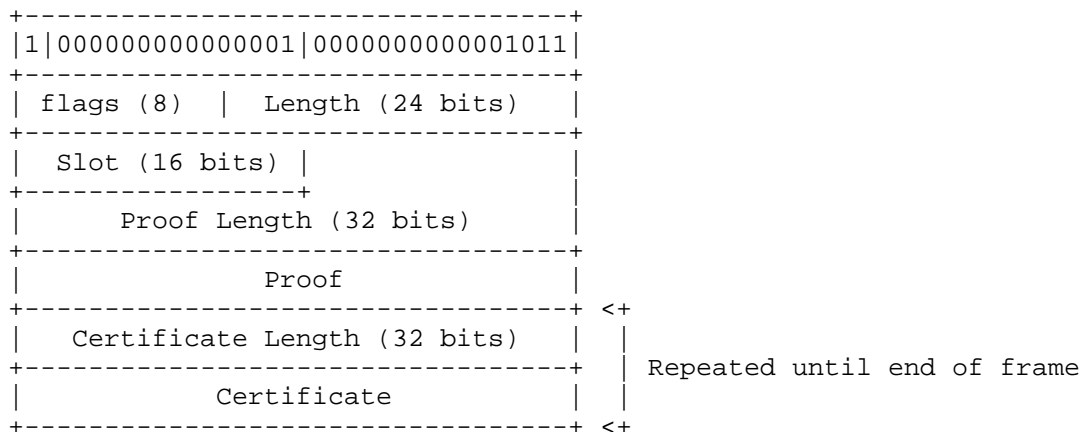 +----------------------------------+
|1|000000000000001|0000000000001011|
+----------------------------------+
| flags (8)  |  Length (24 bits)   |
+----------------------------------+
|  Slot (16 bits) |                |
+-----------------+                |
|      Proof Length (32 bits)      |
+----------------------------------+
|               Proof              |
+----------------------------------+ <+
|   Certificate Length (32 bits)   |  |
+----------------------------------+  | Repeated until end of frame
|            Certificate           |  |
+----------------------------------+ <+